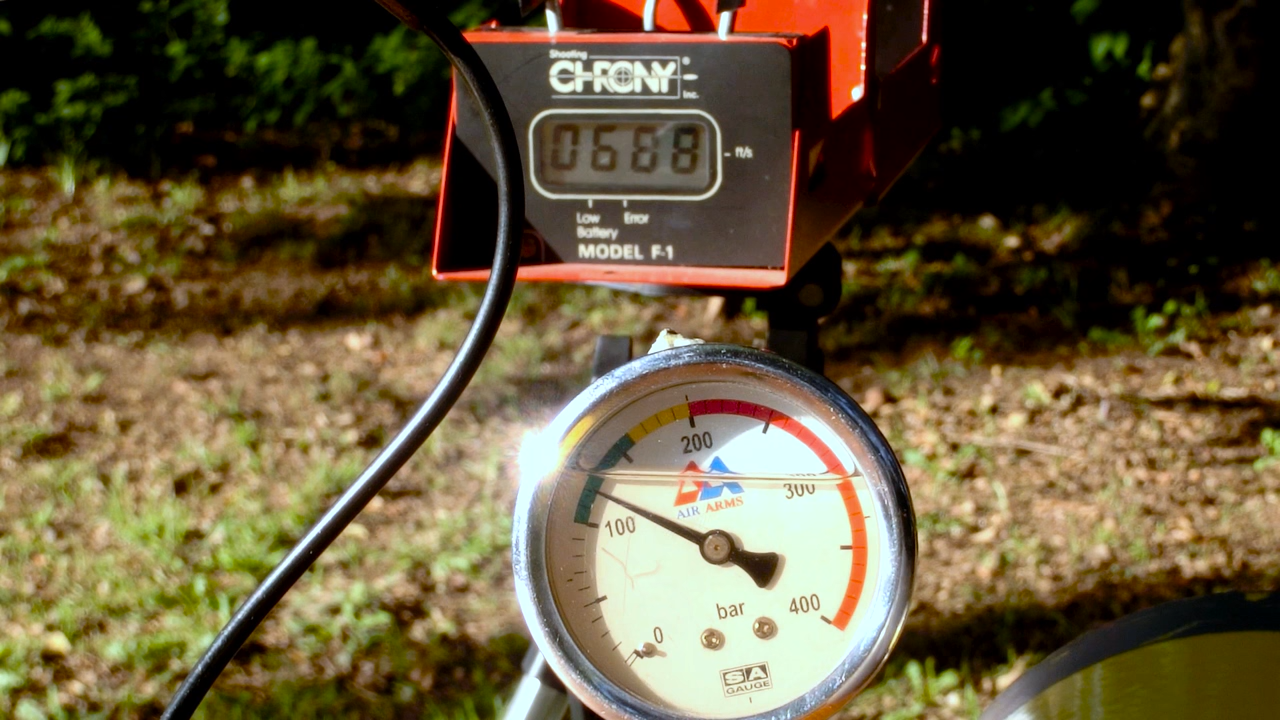 Shooting
CHRONY®
Inc.
0688
ft/s
Low Error
Battery
MODEL F-1
200
300
AIR ARMS
100
bar
400
0
SA
GAUGE